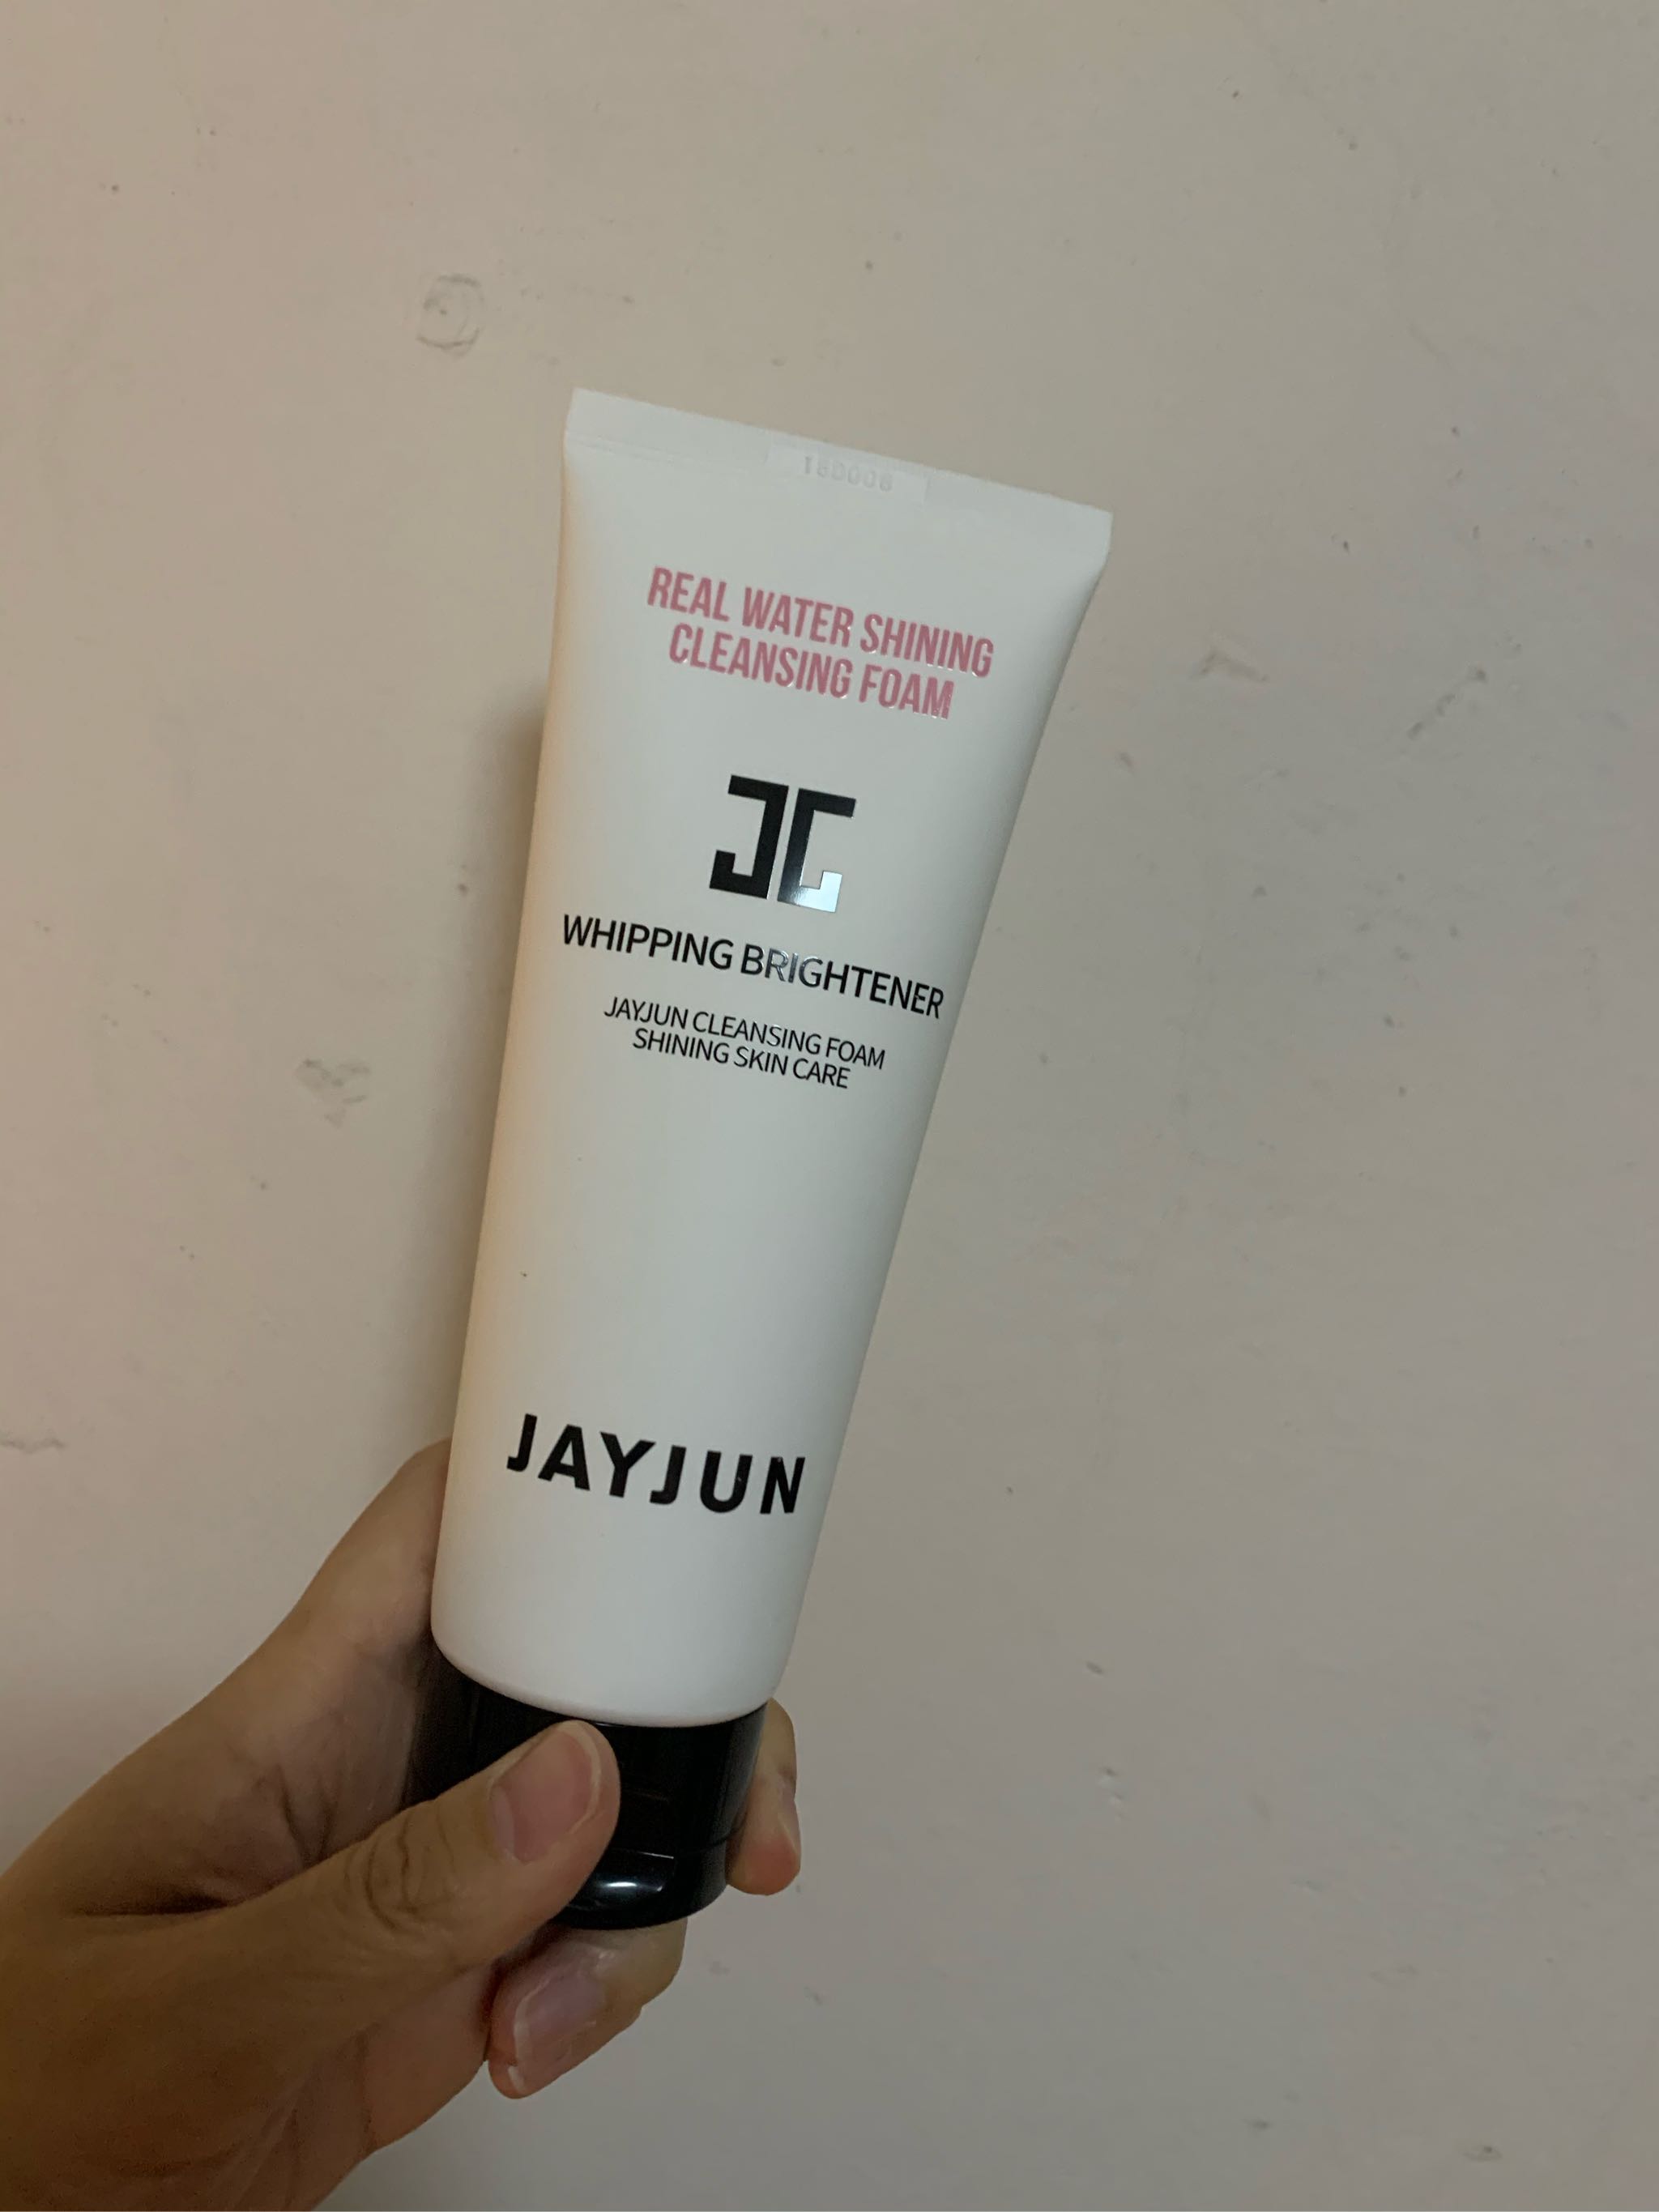 REAL WATER SHINING
CLEANSING FOAM
WHIPPING BRIGHTENER
JAYJUN CLEANSING FOAM
SHINING SKIN CARE
JAYJUN